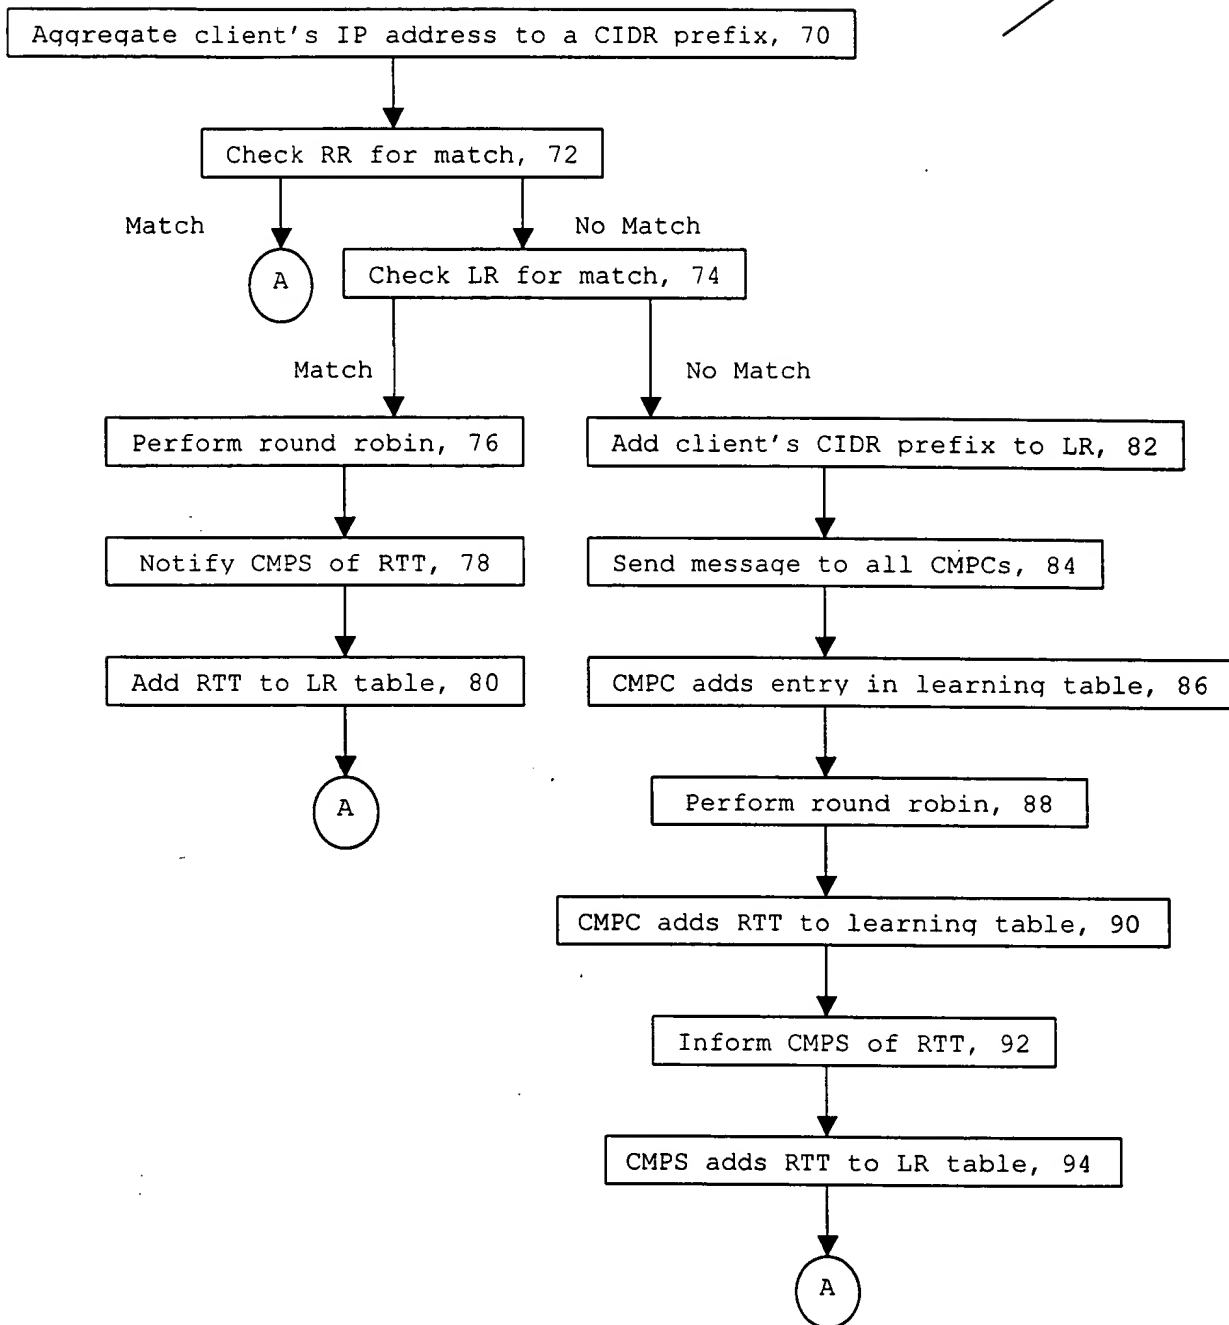 Aggregate client's IP address to a CIDR prefix, 70
Check RR for match, 72
Match
No Match
A
Check LR for match, 74
Match
No Match
Perform round robin, 76
Add client's CIDR prefix to LR, 82
Notify CMPS of RTT, 78
Send message to all CMPCs, 84
Add RTT to LR table, 80
CMPC adds entry in learning table, 86
A
Perform round robin, 88
CMPC adds RTT to learning table, 90
Inform CMPS of RTT, 92
CMPS adds RTT to LR table, 94
A